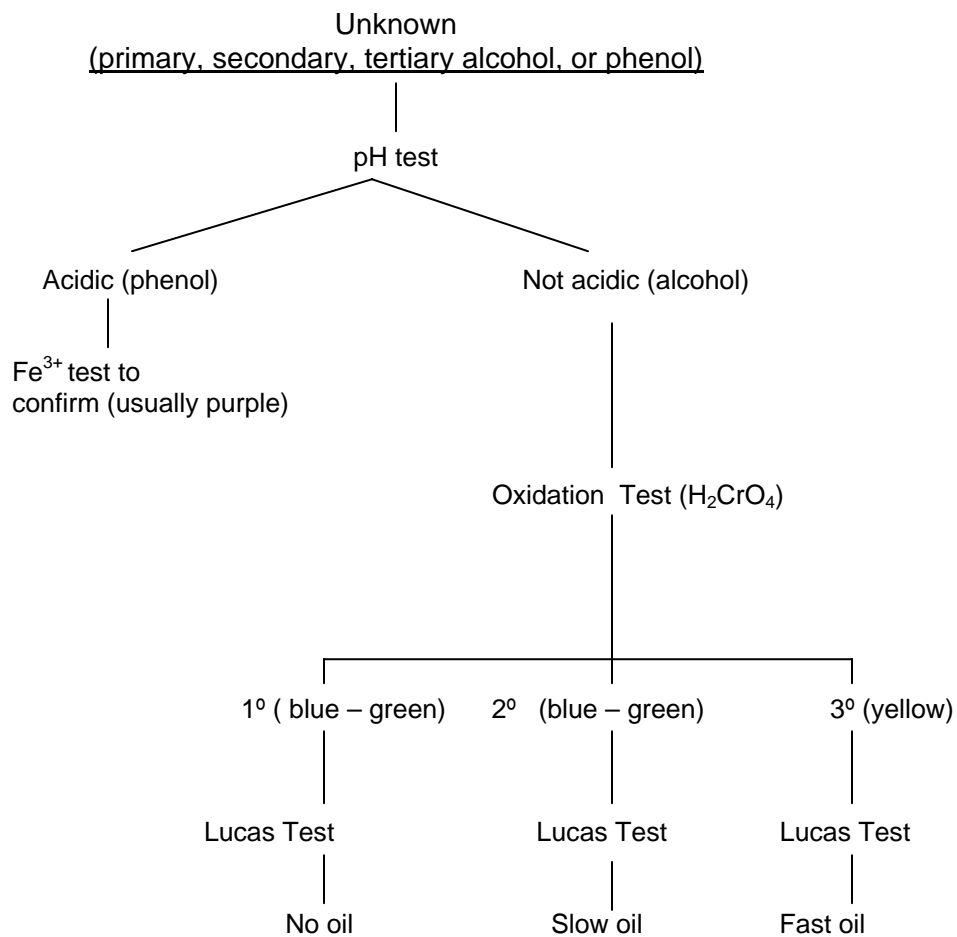 Unknown
(primary, secondary, tertiary alcohol, or phenol)
pH test
Acidic (phenol)
Not acidic (alcohol)
Fe³⁺ test to
confirm (usually purple)
Oxidation Test (H₂CrO₄)
1º ( blue – green)
2º (blue – green)
3º (yellow)
Lucas Test
Lucas Test
Lucas Test
No oil
Slow oil
Fast oil